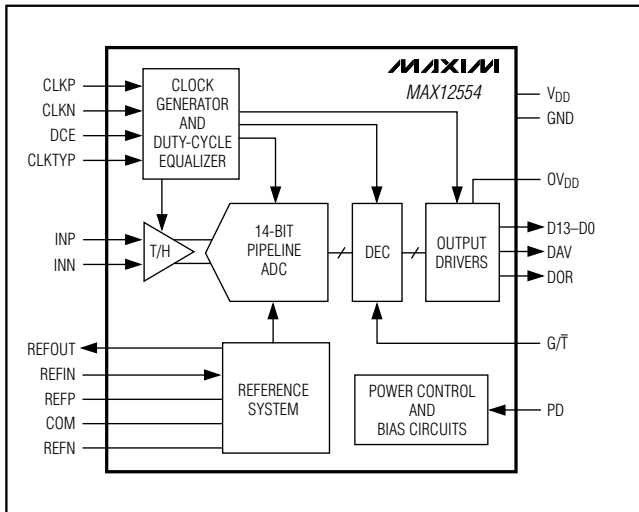 MAXIM
MAX12554
CLKP
CLKN
DCE
CLKTYP
CLOCK
GENERATOR
AND
DUTY-CYCLE
EQUALIZER
VDD
GND
OVDD
INP
INN
T/H
14-BIT
PIPELINE
ADC
DEC
OUTPUT
DRIVERS
D13–D0
DAV
DOR
G/T̅
REFOUT
REFIN
REFP
COM
REFN
REFERENCE
SYSTEM
POWER CONTROL
AND
BIAS CIRCUITS
PD